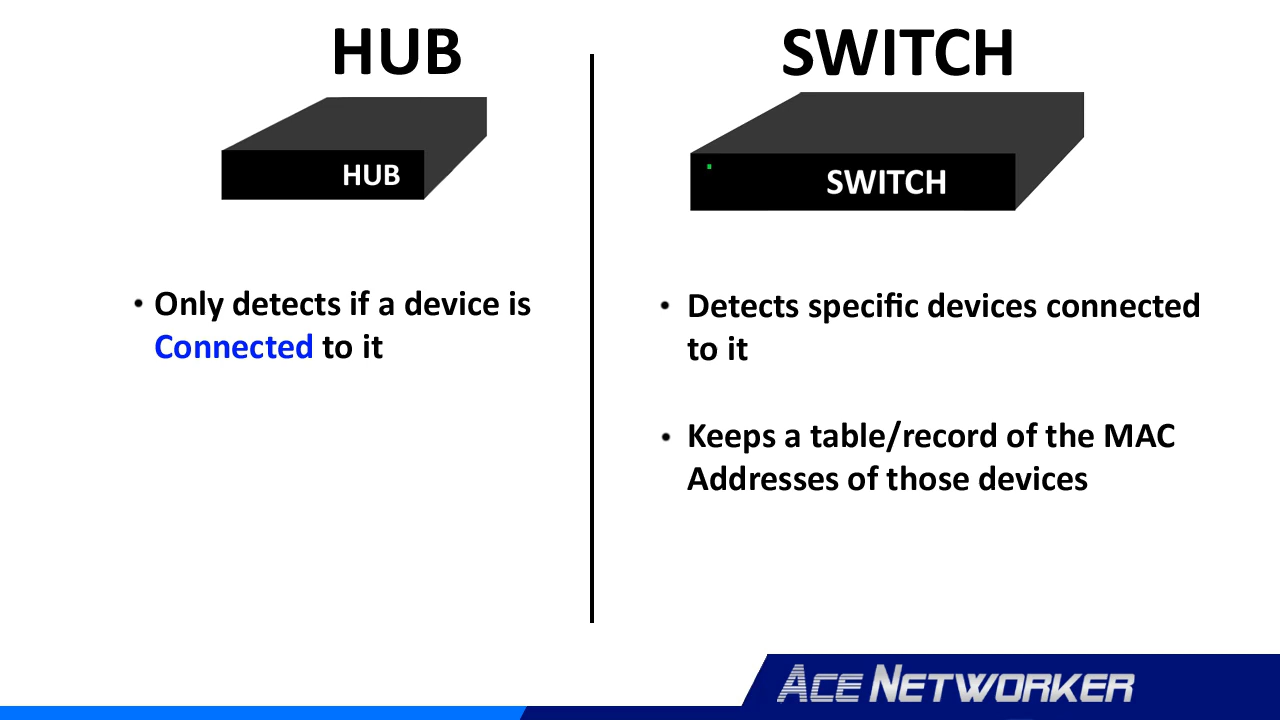 HUB
HUB
• Only detects if a device is
Connected to it
SWITCH
SWITCH
• Detects specific devices connected
to it
• Keeps a table/record of the MAC
Addresses of those devices
ACE NETWORKER